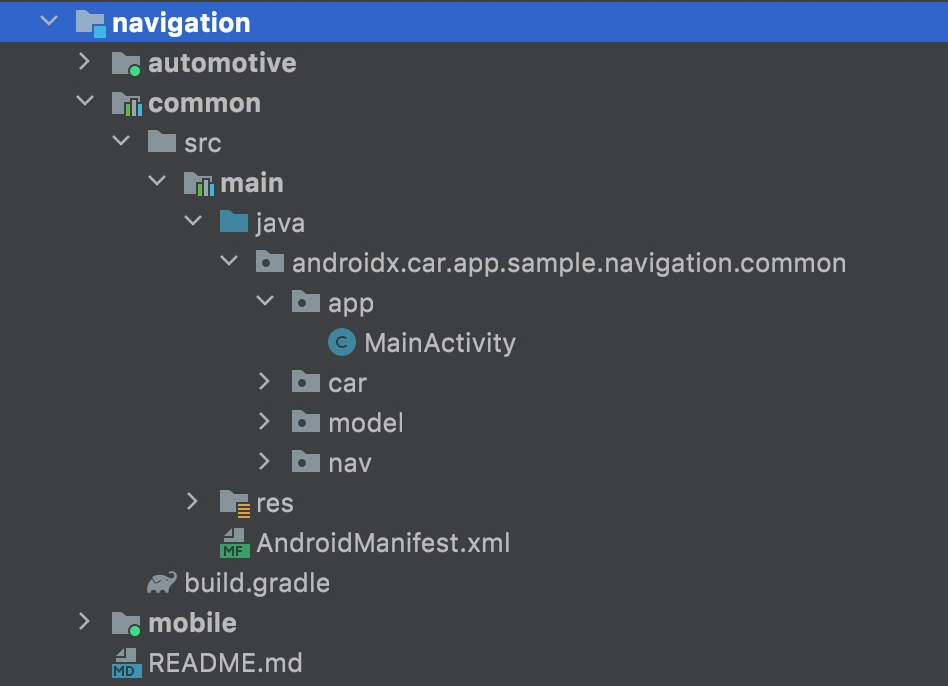 navigation
automotive
common
src
main
java
androidx.car.app.sample.navigation.common
app
C MainActivity
car
model
nav
res
MF AndroidManifest.xml
build.gradle
mobile
MD README.md